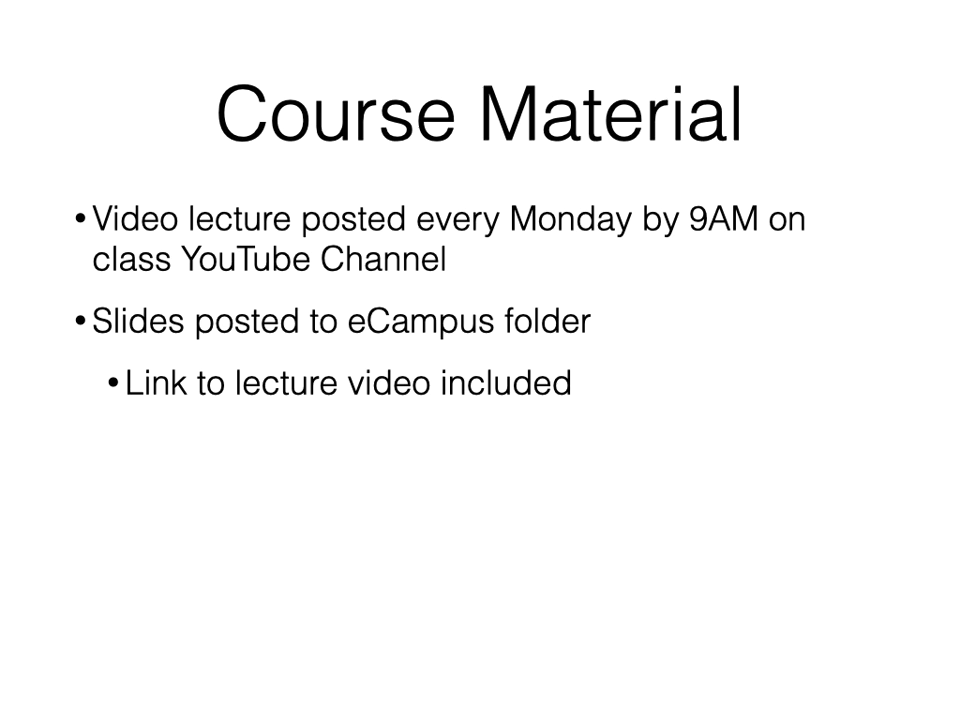 Course Material
•Video lecture posted every Monday by 9AM on
class YouTube Channel
•Slides posted to eCampus folder
•Link to lecture video included